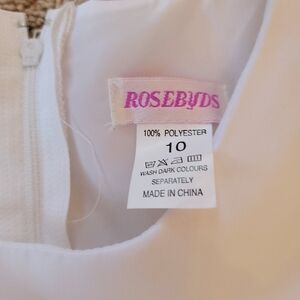 ROSEBUDS
100% POLYESTER
10
WASH DARK COLOURS
SEPARATELY
MADE IN CHINA